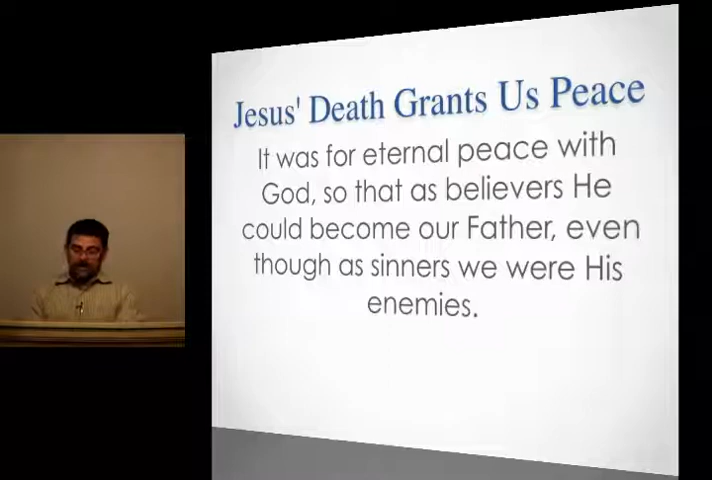 Jesus' Death Grants Us Peace
It was for eternal peace with
God, so that as believers He
could become our Father, even
though as sinners we were His
enemies.